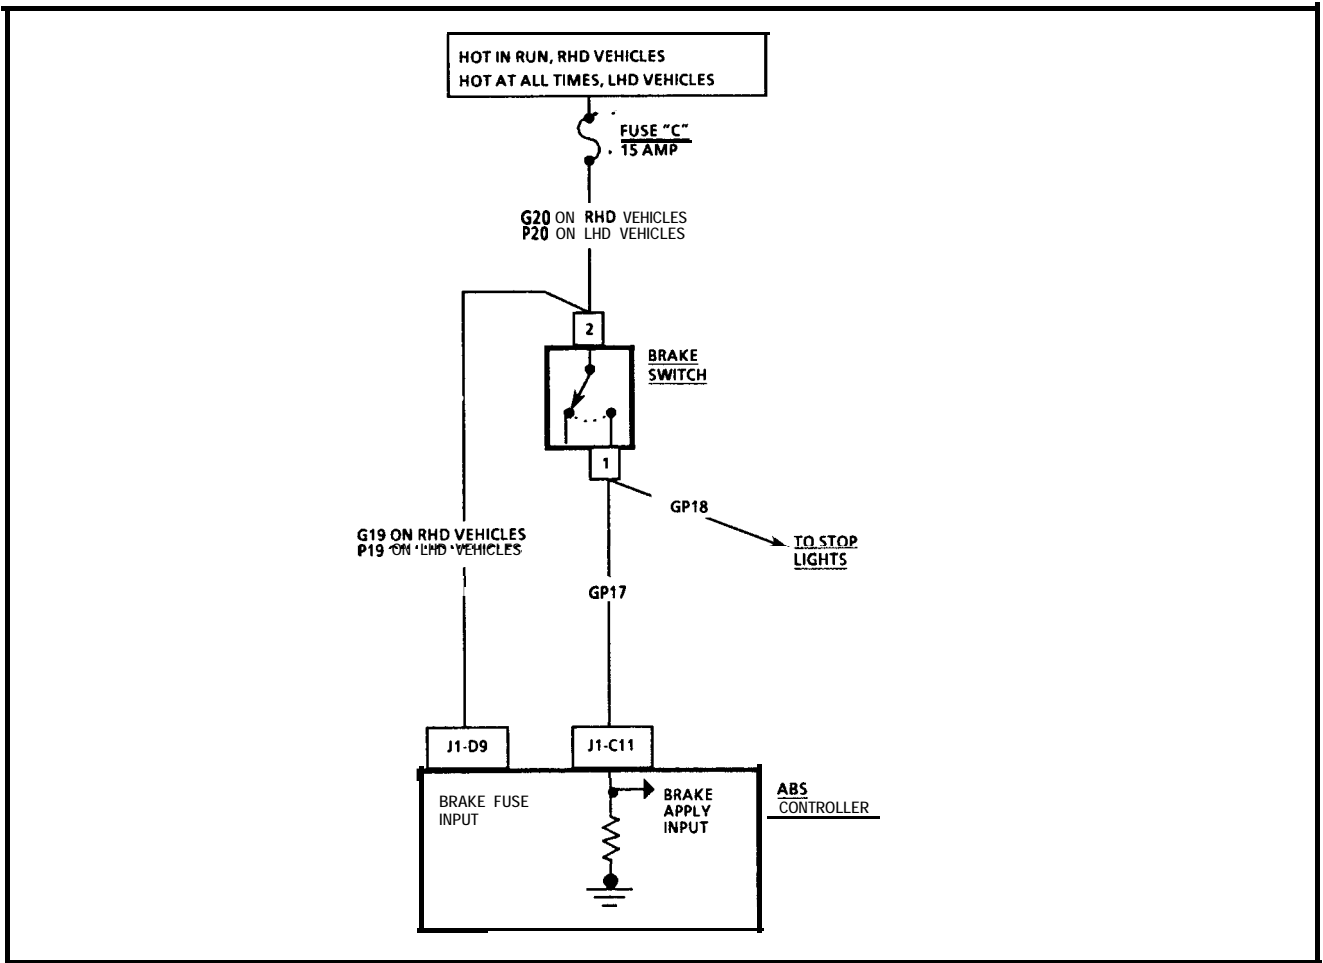 HOT IN RUN, RHD VEHICLES
HOT AT ALL TIMES, LHD VEHICLES
FUSE "C"
15 AMP
G20 ON RHD VEHICLES
P20 ON LHD VEHICLES
2
BRAKE
SWITCH
1
GP18
TO STOP
LIGHTS
G19 ON RHD VEHICLES
P19 ON LHD VEHICLES
GP17
J1-D9
J1-C11
BRAKE FUSE
INPUT
BRAKE
APPLY
INPUT
ABS
CONTROLLER